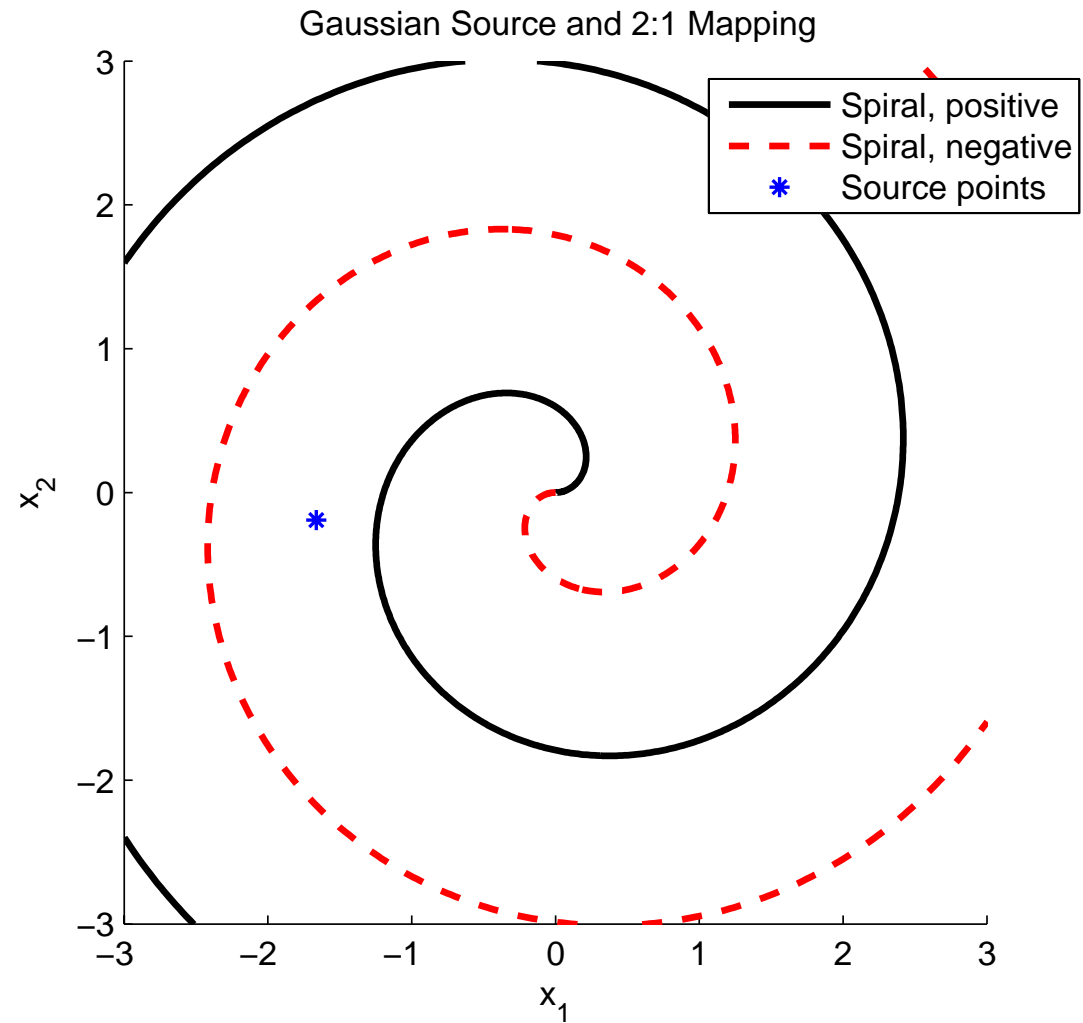 Gaussian Source and 2:1 Mapping
Spiral, positive
Spiral, negative
Source points
3
2
1
0
−1
−2
−3
x2
−3 −2 −1 0 1 2 3
x1